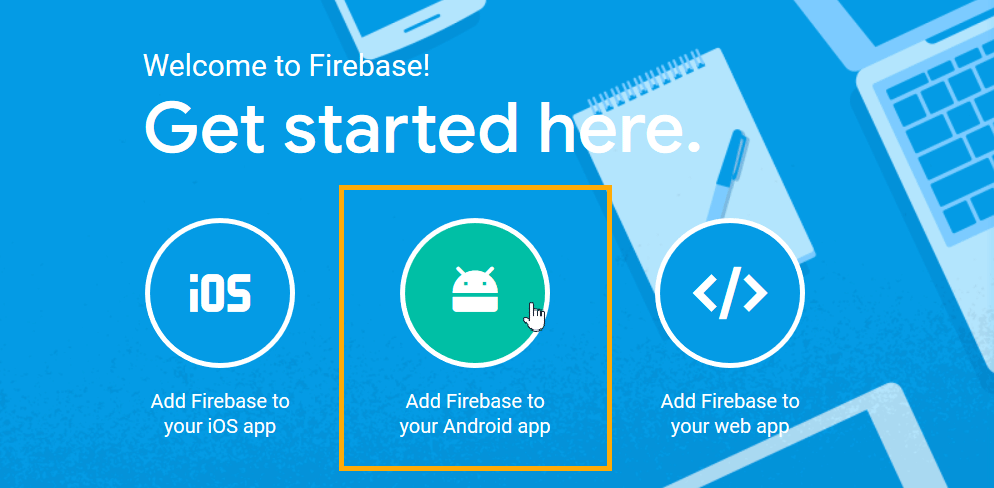 Welcome to Firebase!
Get started here.
iOS
</>
Add Firebase to
your iOS app
Add Firebase to
your Android app
Add Firebase to
your web app